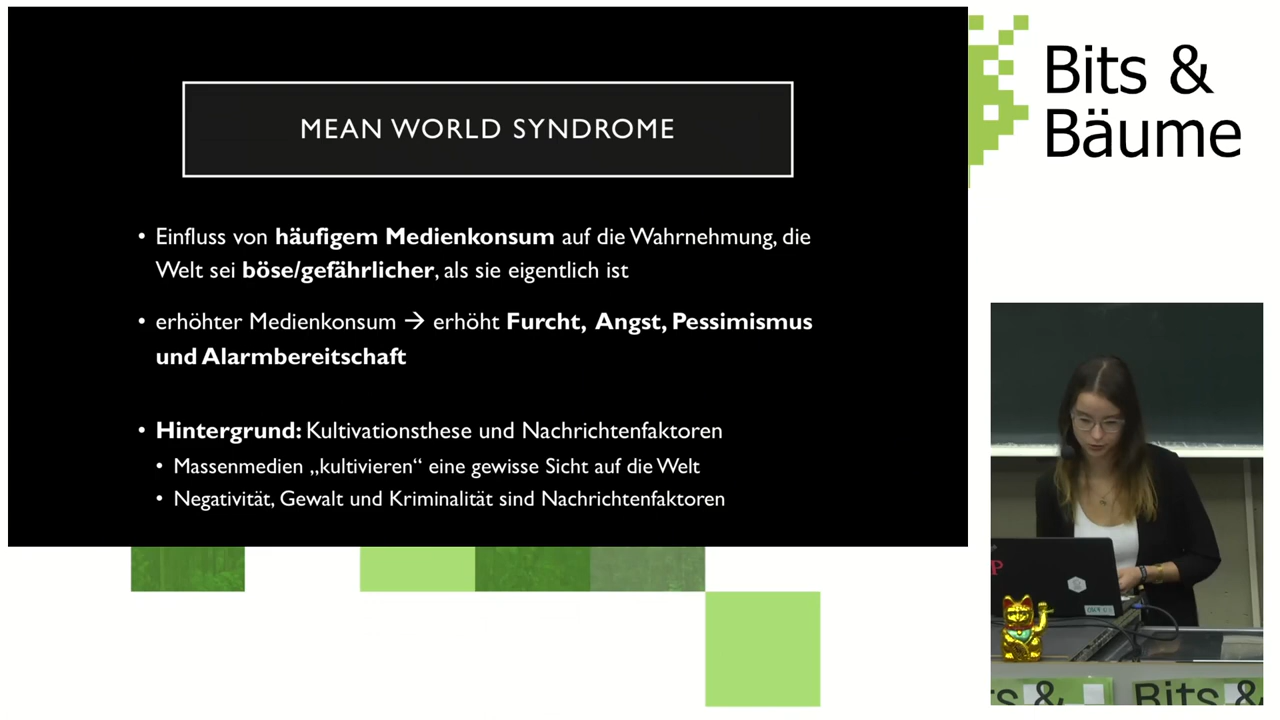 MEAN WORLD SYNDROME
• Einfluss von häufigem Medienkonsum auf die Wahrnehmung, die
Welt sei böse/gefährlicher, als sie eigentlich ist
• erhöhter Medienkonsum → erhöht Furcht, Angst, Pessimismus
und Alarmbereitschaft
• Hintergrund: Kultivationsthese und Nachrichtenfaktoren
• Massenmedien „kultivieren“ eine gewisse Sicht auf die Welt
• Negativität, Gewalt und Kriminalität sind Nachrichtenfaktoren
Bits &
Bäume
P
ts &
Bits &